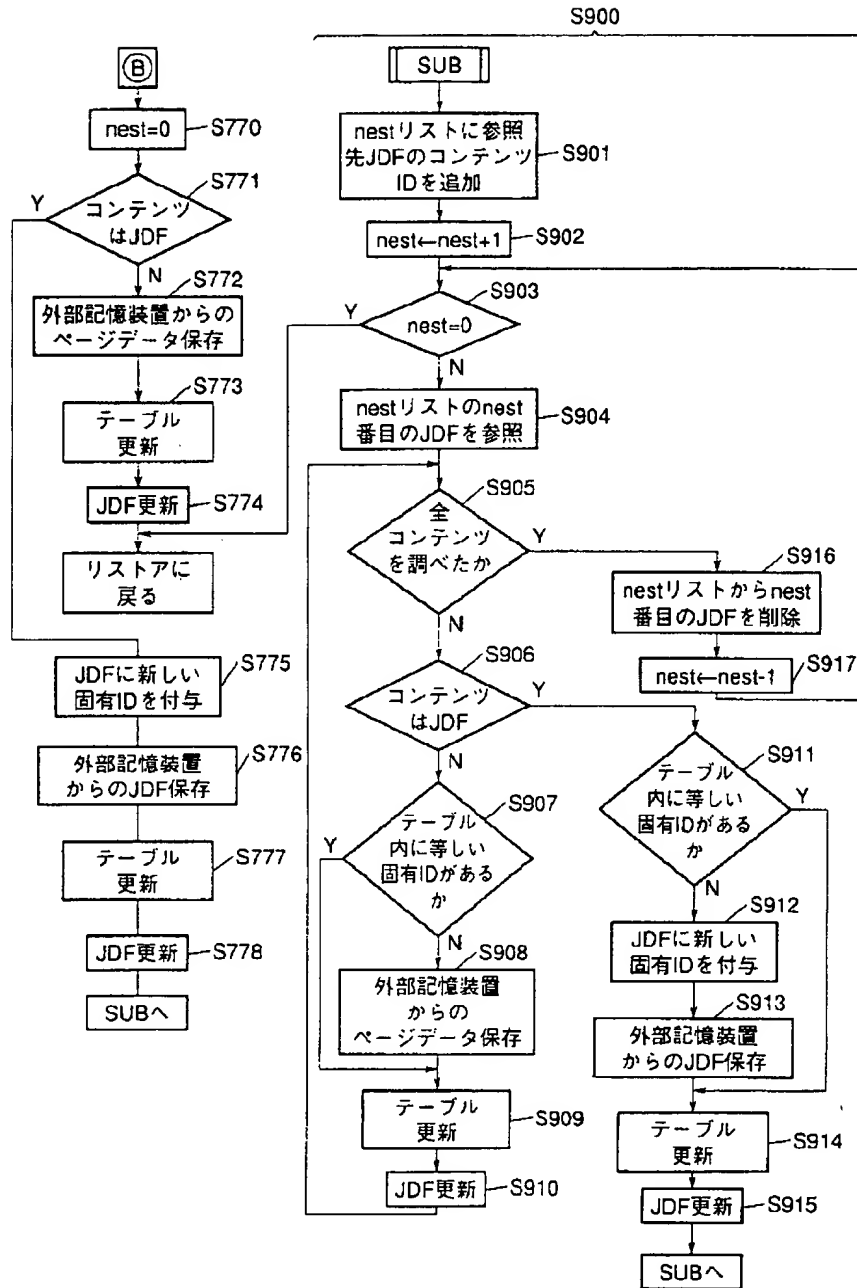 S900
B
nest=0
S770
S771
Y
コンテンツ
はJDF
N
S772
外部記憶装置からの
ページデータ保存
S773
テーブル
更新
JDF更新
S774
リストアに
戻る
S775
JDFに新しい
固有IDを付与
S776
外部記憶装置
からのJDF保存
テーブル
更新
S777
JDF更新
S778
SUBへ
SUB
nestリストに参照
先JDFのコンテンツ
IDを追加
S901
nest←nest+1
S902
S903
Y
nest=0
N
nestリストのnest
番目のJDFを参照
S904
S905
全
コンテンツ
を調べたか
Y
N
S916
nestリストからnest
番目のJDFを削除
nest←nest-1
S917
S906
コンテンツ
はJDF
Y
N
S907
Y
テーブル
内に等しい
固有IDがある
か
N
S908
外部記憶装置
からの
ページデータ保存
テーブル
更新
S909
JDF更新
S910
S911
テーブル
内に等しい
固有IDがある
か
Y
N
S912
JDFに新しい
固有IDを付与
S913
外部記憶装置
からのJDF保存
テーブル
更新
S914
JDF更新
S915
SUBへ